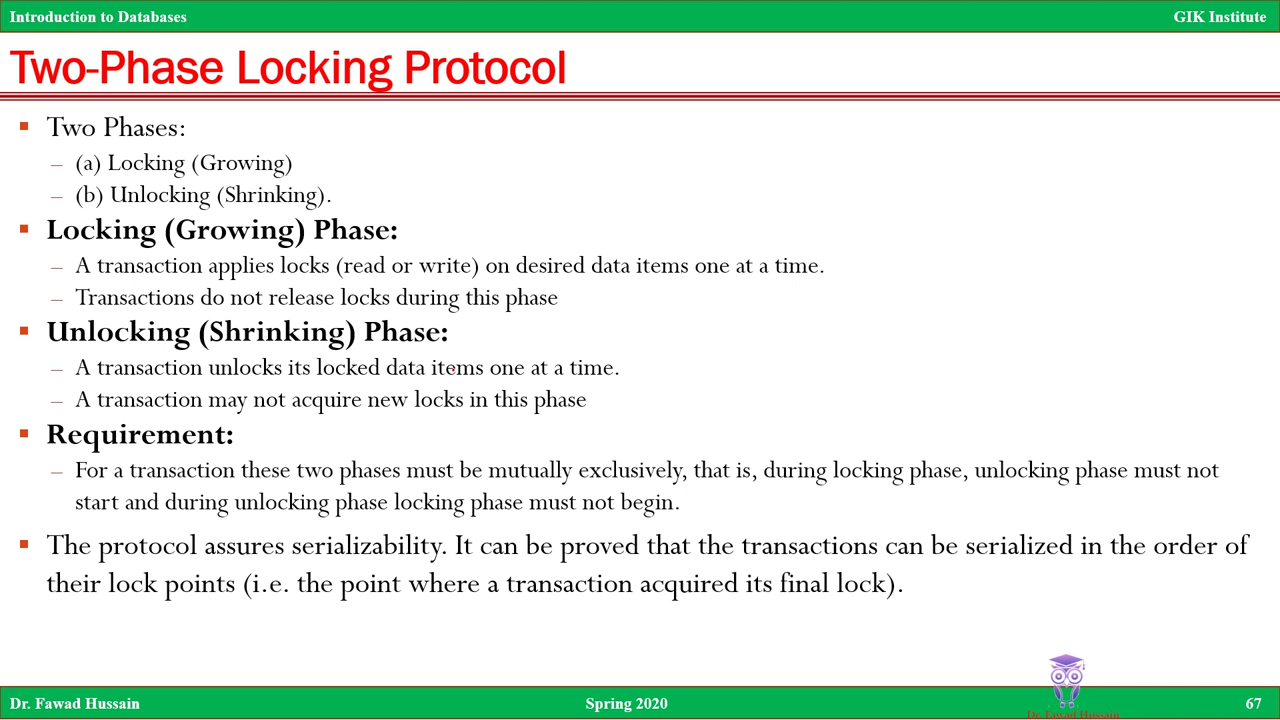 Introduction to Databases
GIK Institute
Two-Phase Locking Protocol
Two Phases:
– (a) Locking (Growing)
– (b) Unlocking (Shrinking).
Locking (Growing) Phase:
– A transaction applies locks (read or write) on desired data items one at a time.
– Transactions do not release locks during this phase
Unlocking (Shrinking) Phase:
– A transaction unlocks its locked data items one at a time.
– A transaction may not acquire new locks in this phase
Requirement:
– For a transaction these two phases must be mutually exclusively, that is, during locking phase, unlocking phase must not
start and during unlocking phase locking phase must not begin.
The protocol assures serializability. It can be proved that the transactions can be serialized in the order of
their lock points (i.e. the point where a transaction acquired its final lock).
Dr. Fawad Hussain
Spring 2020
Dr. Fawad Hussain
67